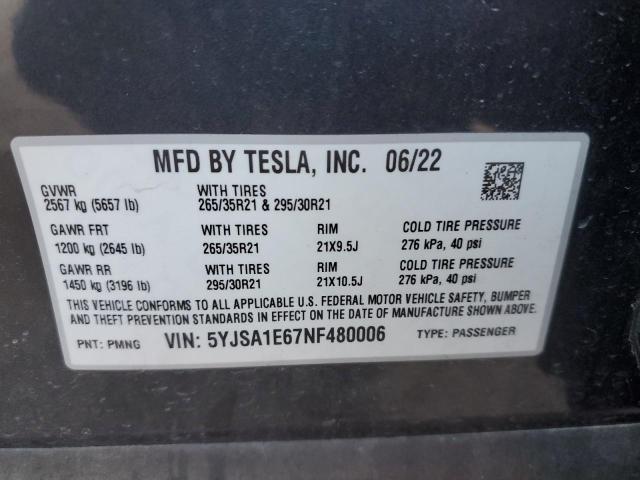 MFD BY TESLA, INC. 06/22
GVWR WITH TIRES
2567 kg (5657 lb) 265/35R21 & 295/30R21
GAWR FRT WITH TIRES RIM COLD TIRE PRESSURE
1200 kg (2645 lb) 265/35R21 21X9.5J 276 kPa, 40 psi
GAWR RR WITH TIRES RIM COLD TIRE PRESSURE
1450 kg (3196 lb) 295/30R21 21X10.5J 276 kPa, 40 psi
THIS VEHICLE CONFORMS TO ALL APPLICABLE U.S. FEDERAL MOTOR VEHICLE SAFETY, BUMPER
AND THEFT PREVENTION STANDARDS IN EFFECT ON THE DATE OF MANUFACTURE SHOWN ABOVE.
PNT: PMNG VIN: 5YJSA1E67NF480006 TYPE: PASSENGER